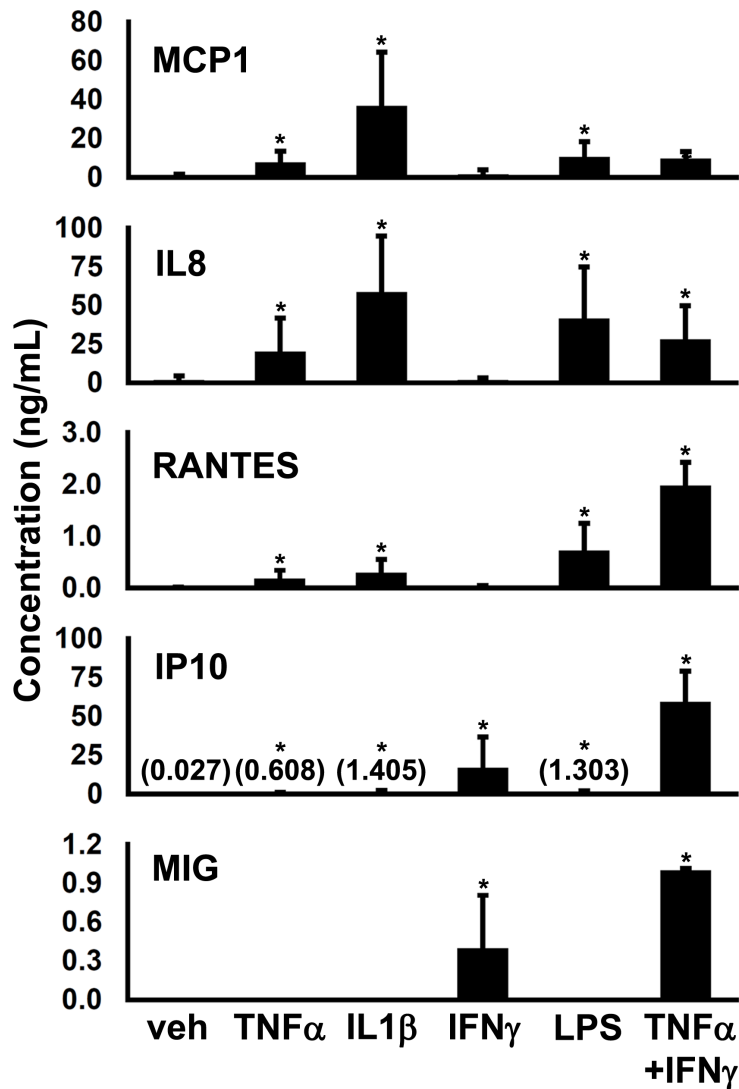 Concentration (ng/mL)
80
60
40
20
0
MCP1
* * * *
100
75
50
25
0
IL8
* * * *
3.0
2.0
1.0
0.0
RANTES
* * * *
100
75
50
25
0
IP10
* * * * *
(0.027) (0.608) (1.405) (1.303)
1.2
0.9
0.6
0.3
0.0
MIG
* *
veh TNFα IL1β IFNγ LPS TNFα
+IFNγ